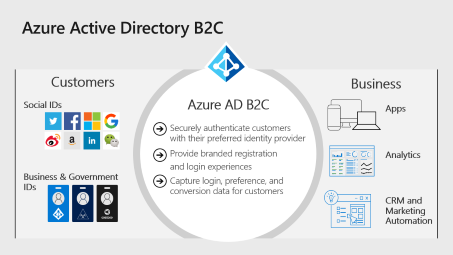 Azure Active Directory B2C
Customers
Social IDs
Business & Government
IDs
Azure AD B2C
Securely authenticate customers
with their preferred identity provider
Provide branded registration
and login experiences
Capture login, preference, and
conversion data for customers
Business
Apps
Analytics
CRM and
Marketing
Automation